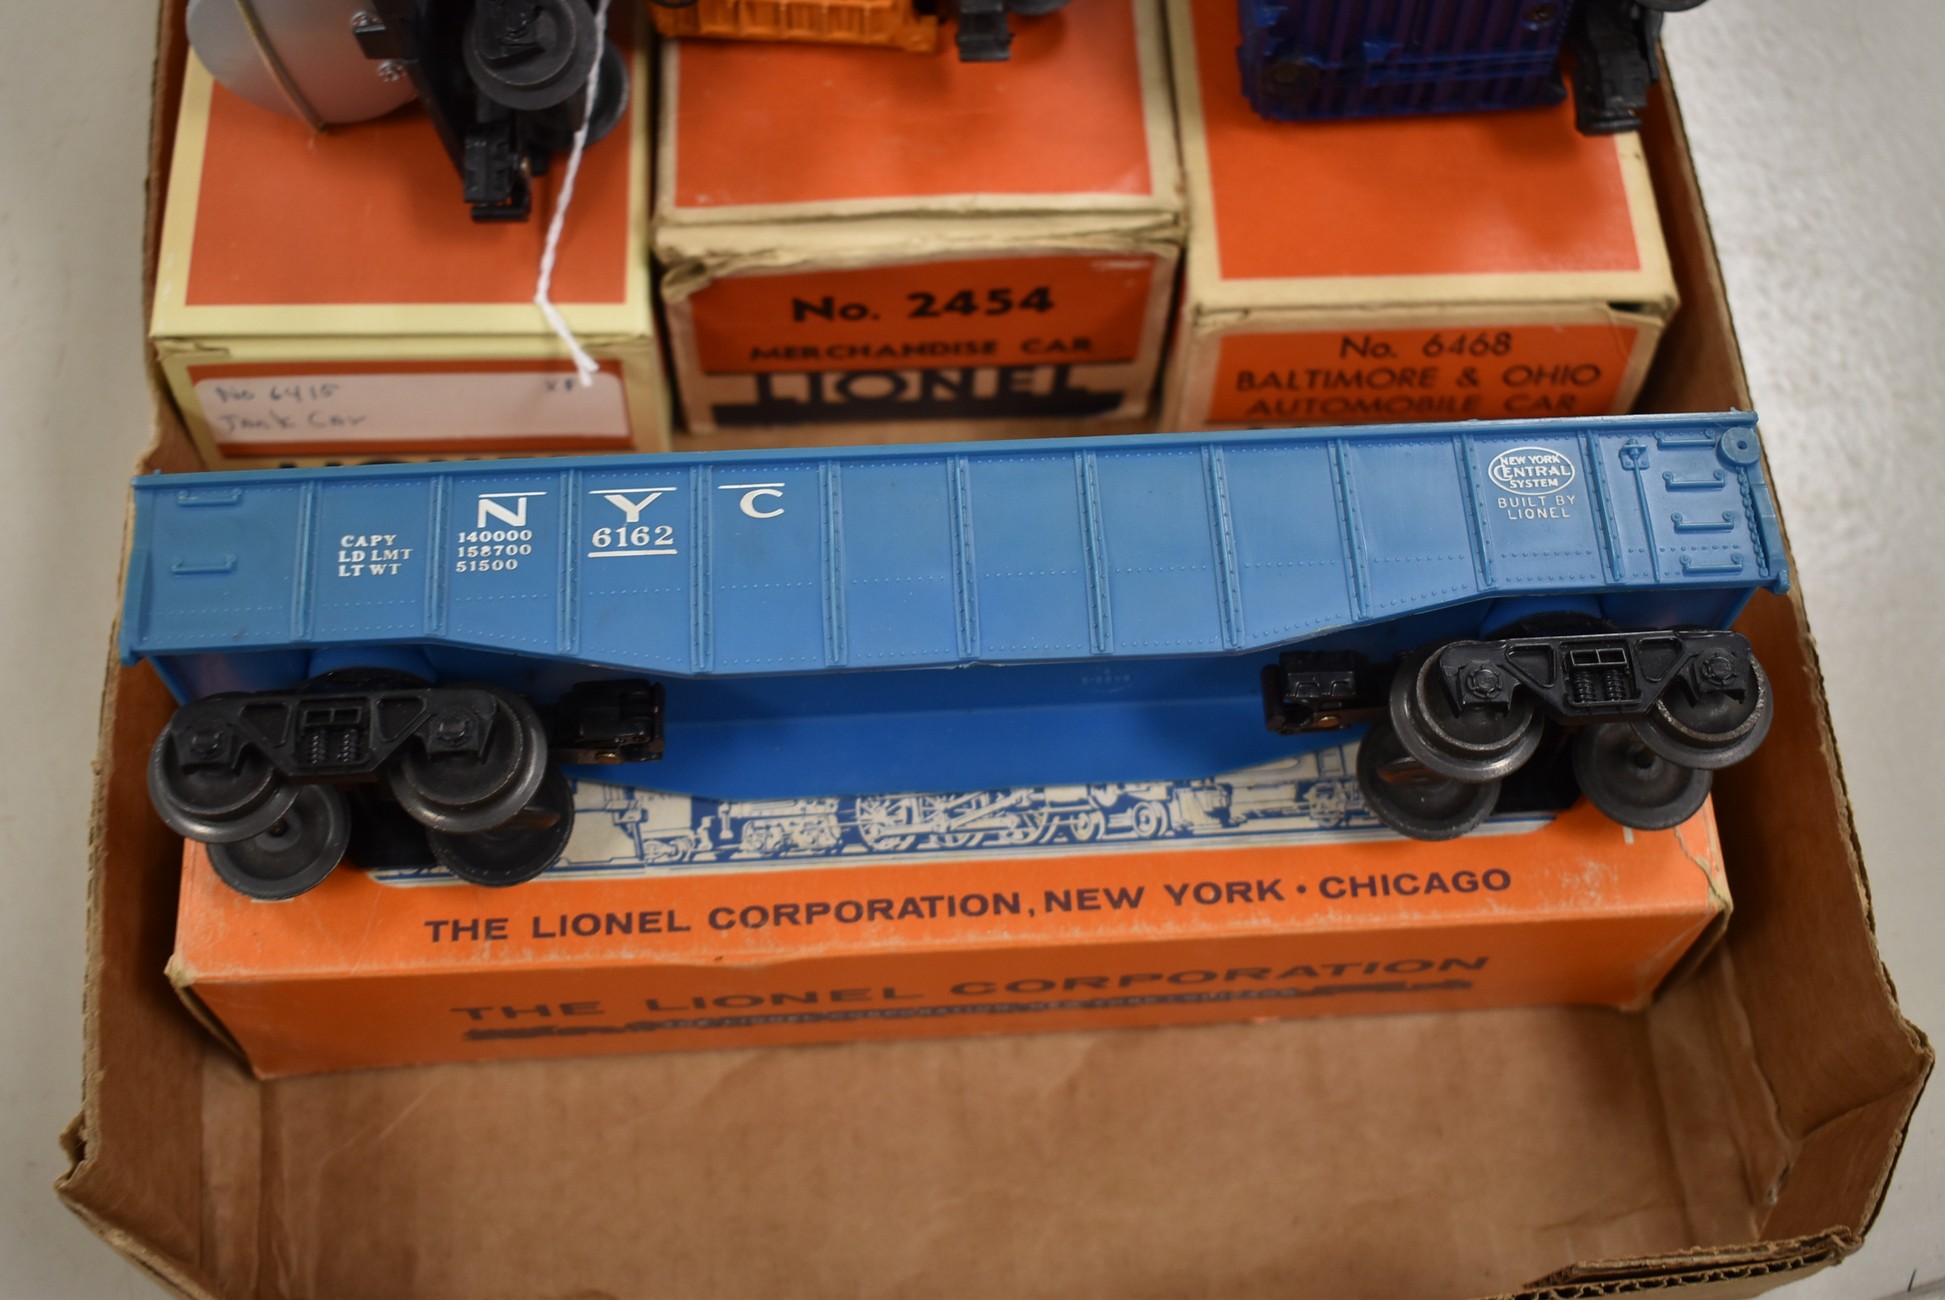 No 6415
Tank Car
No. 2454
MERCHANDISE CAR
LIONEL
No. 6468
BALTIMORE & OHIO
AUTOMOBILE CAR
N Y C
6162
CAPY 140000
LD LMT 158700
LT WT 51500
NEW YORK
CENTRAL
SYSTEM
BUILT BY
LIONEL
THE LIONEL CORPORATION, NEW YORK • CHICAGO
THE LIONEL CORPORATION